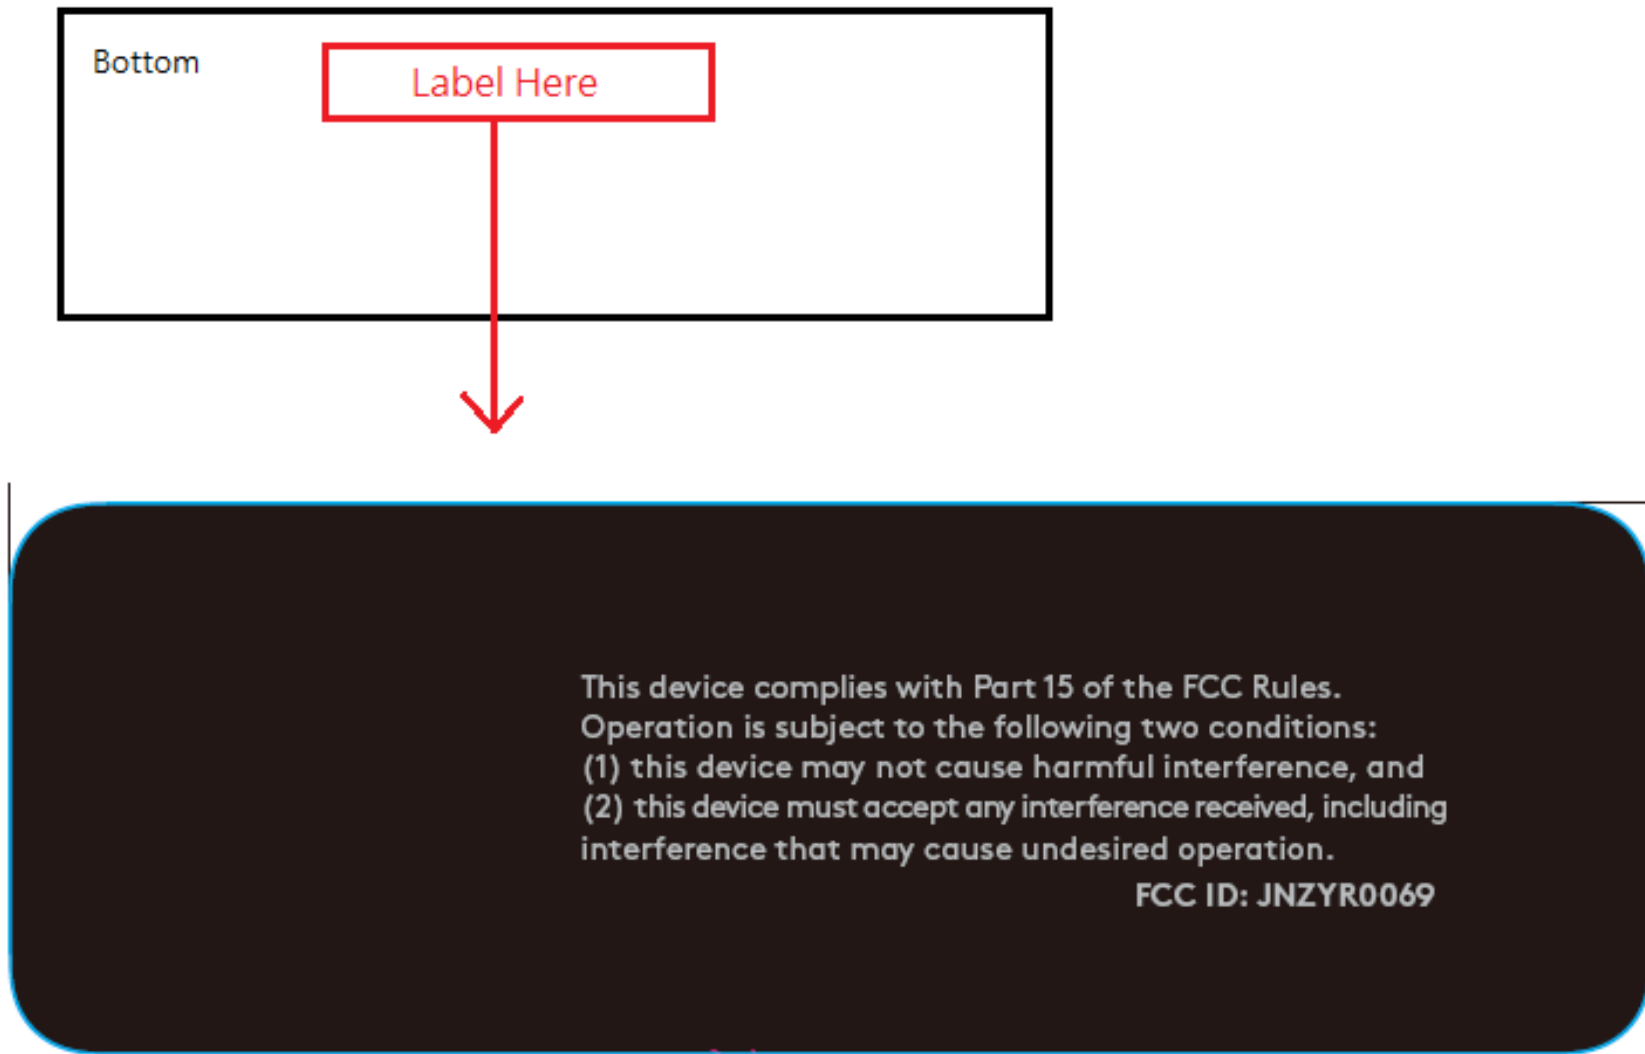 Bottom
Label Here
This device complies with Part 15 of the FCC Rules.
Operation is subject to the following two conditions:
(1) this device may not cause harmful interference, and
(2) this device must accept any interference received, including
interference that may cause undesired operation.
FCC ID: JNZYR0069